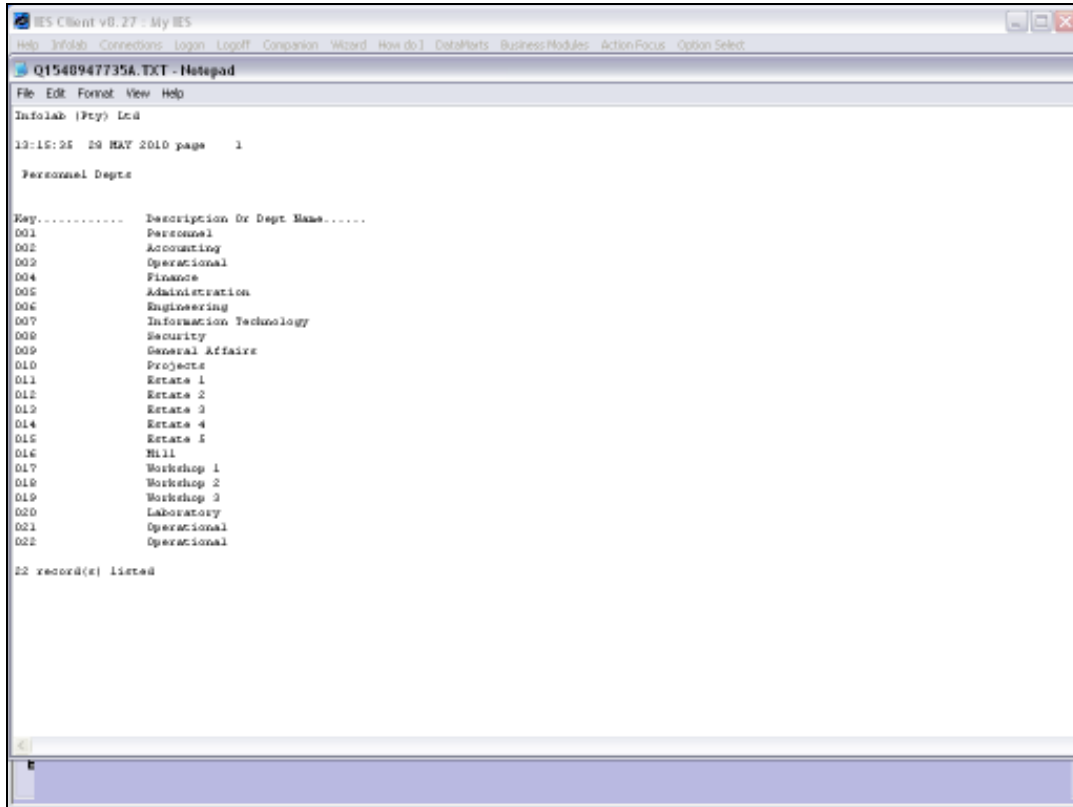 IES Client v8.27 : My IES
Help Infolab Connections Logon Logoff Companion Wizard How do I DataMarts Business Modules Action Focus Option Select
Q1548947735A.TXT - Notepad
File Edit Format View Help
Infolab (Pty) Ltd
MAY 2010 page 1
Personnel Depts
Key............ Description Or Dept Name......
001 Personnel
002 Accounting
003 Operational
004 Finance
005 Administration
006 Engineering
007 Information Technology
008 Security
009 General Affairs
010 Projects
011 Estate 1
012 Estate 2
013 Estate 3
014 Estate 4
015 Estate 5
016 Mill
017 Workshop 1
018 Workshop 2
019 Workshop 3
020 Laboratory
021 Operational
022 Operational
22 record(s) listed